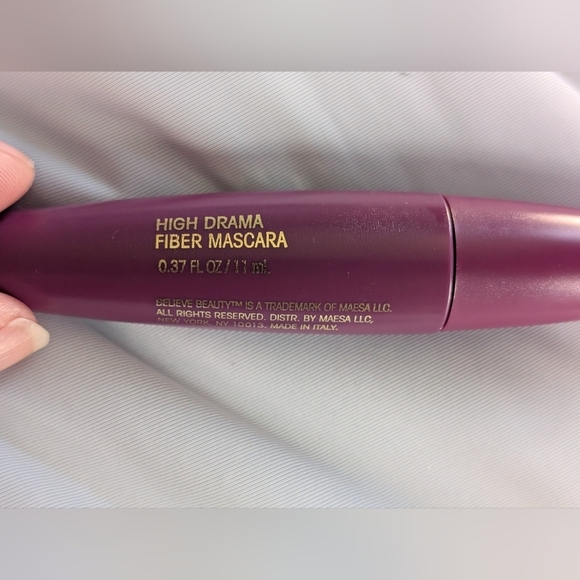 HIGH DRAMA
FIBER MASCARA
0.37 FL OZ / 11 mL
BELIEVE BEAUTY™ IS A TRADEMARK OF MAESA LLC.
ALL RIGHTS RESERVED. DISTR. BY MAESA LLC,
NEW YORK, NY 10013. MADE IN ITALY.